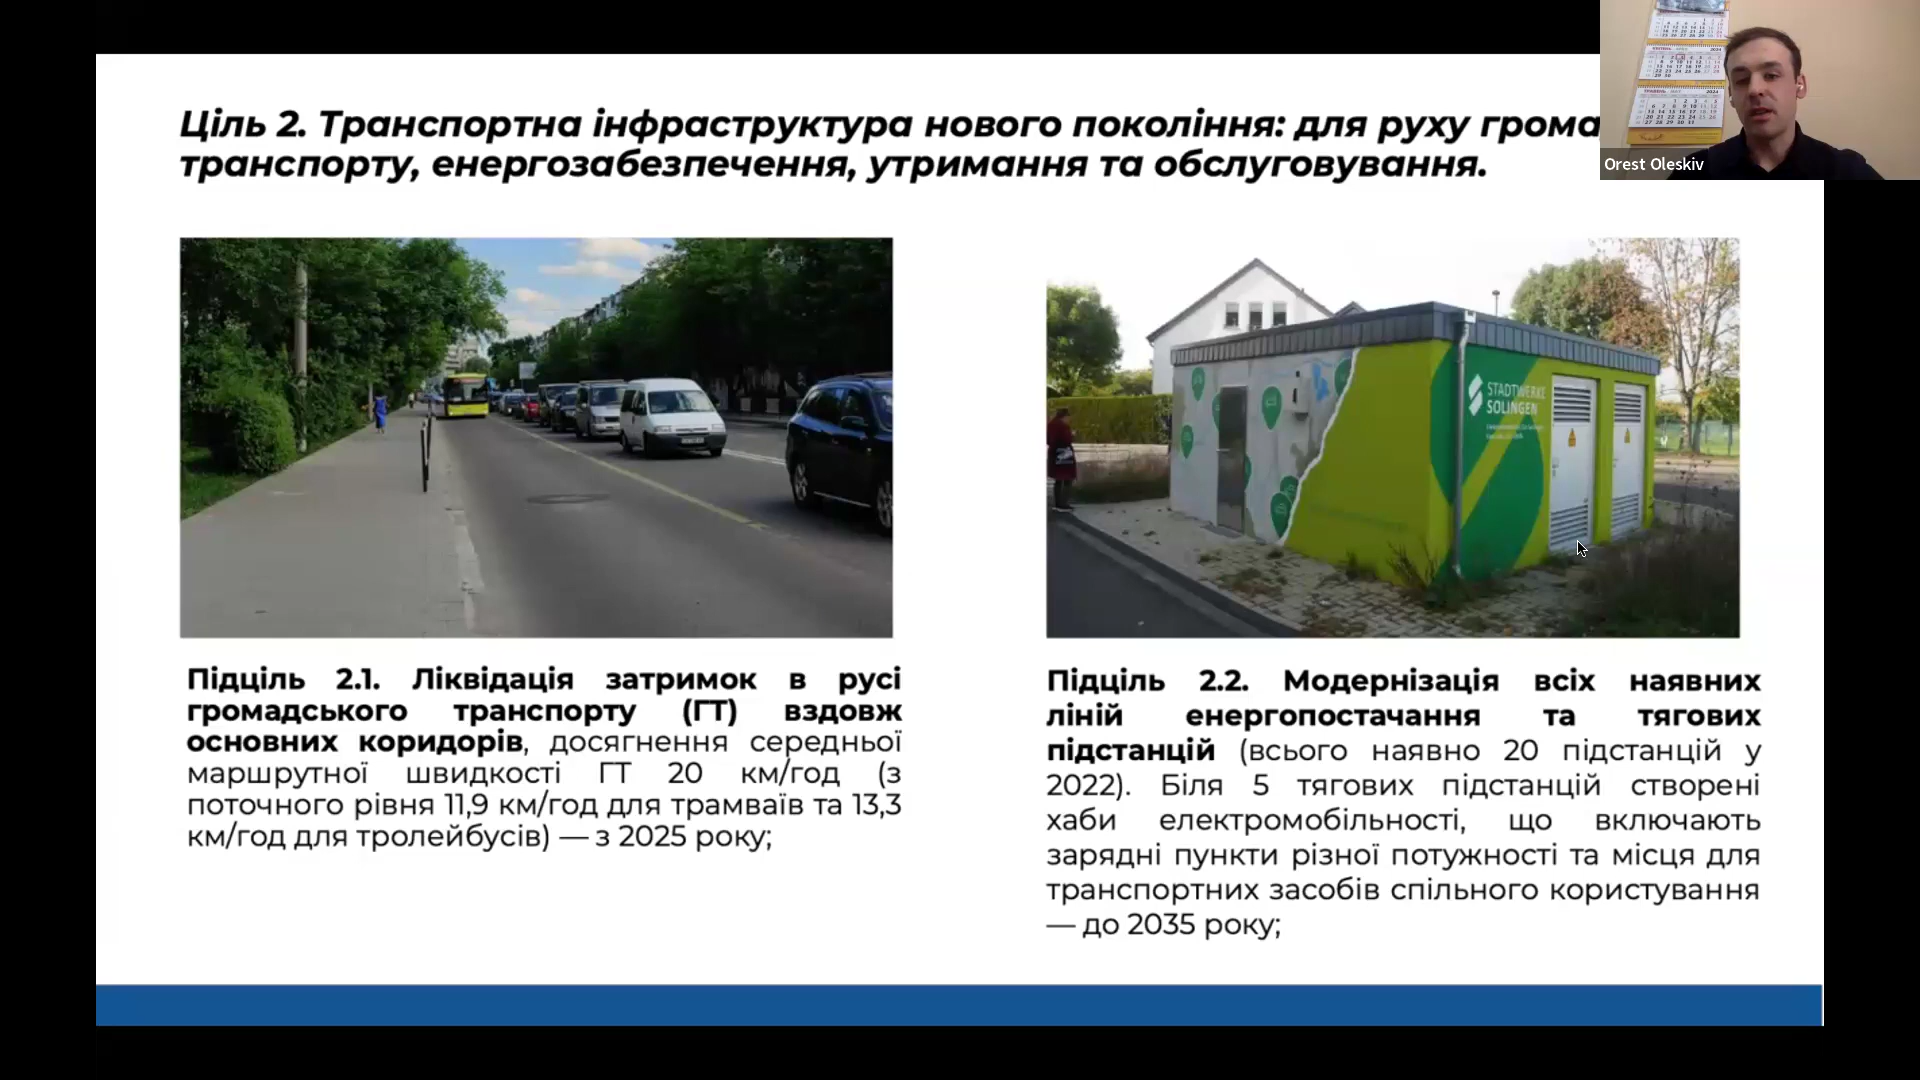 Ціль 2. Транспортна інфраструктура нового покоління: для руху грома
транспорту, енергозабезпечення, утримання та обслуговування.
Orest Oleskiv
STADTWERKE
SOLINGEN
Підціль 2.1. Ліквідація затримок в русі
громадського транспорту (ГТ) вздовж
основних коридорів, досягнення середньої
маршрутної швидкості ГТ 20 км/год (з
поточного рівня 11,9 км/год для трамваїв та 13,3
км/год для тролейбусів) — з 2025 року;
Підціль 2.2. Модернізація всіх наявних
ліній енергопостачання та тягових
підстанцій (всього наявно 20 підстанцій у
2022). Біля 5 тягових підстанцій створені
хаби електромобільності, що включають
зарядні пункти різної потужності та місця для
транспортних засобів спільного користування
— до 2035 року;